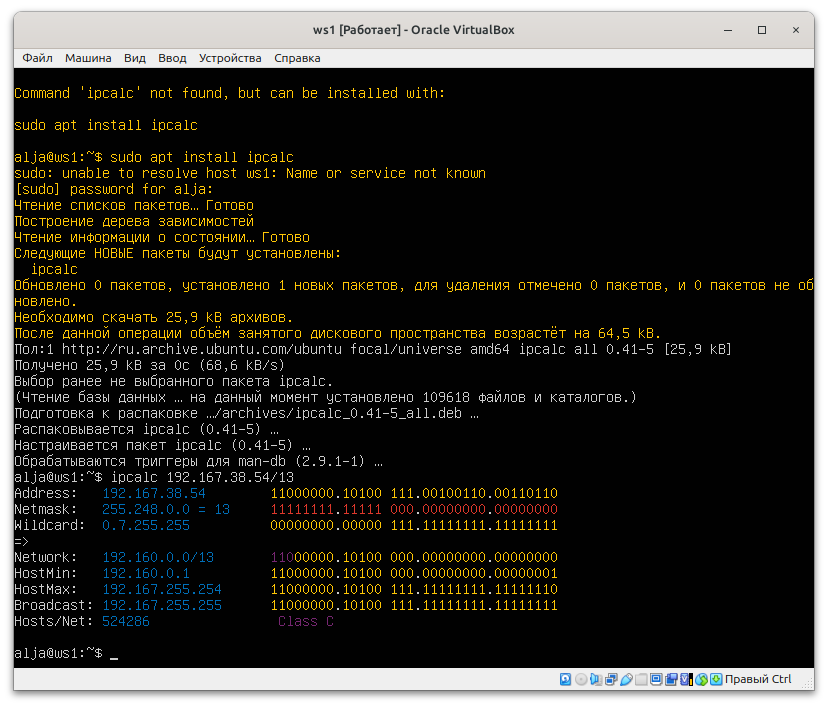 ws1 [Работает] - Oracle VirtualBox
Файл Машина Вид Ввод Устройства Справка
Command 'ipcalc' not found, but can be installed with:
sudo apt install ipcalc
alja@ws1:~$ sudo apt install ipcalc
sudo: unable to resolve host ws1: Name or service not known
[sudo] password for alja:
Чтение списков пакетов… Готово
Построение дерева зависимостей
Чтение информации о состоянии… Готово
Следующие НОВЫЕ пакеты будут установлены:
ipcalc
Обновлено 0 пакетов, установлено 1 новых пакетов, для удаления отмечено 0 пакетов, и 0 пакетов не об
новлено.
Необходимо скачать 25,9 kB архивов.
После данной операции объём занятого дискового пространства возрастёт на 64,5 kB.
Пол:1 http://ru.archive.ubuntu.com/ubuntu focal/universe amd64 ipcalc all 0.41-5 [25,9 kB]
Получено 25,9 kB за 0с (68,6 kB/s)
Выбор ранее не выбранного пакета ipcalc.
(Чтение базы данных … на данный момент установлено 109618 файлов и каталогов.)
Подготовка к распаковке …/archives/ipcalc_0.41-5_all.deb …
Распаковывается ipcalc (0.41-5) …
Настраивается пакет ipcalc (0.41-5) …
Обрабатываются триггеры для man-db (2.9.1-1) …
alja@ws1:~$ ipcalc 192.167.38.54/13
Address: 192.167.38.54 11000000.10100 111.00100110.00110110
Netmask: 255.248.0.0 = 13 11111111.11111 000.00000000.00000000
Wildcard: 0.7.255.255 00000000.00000 111.11111111.11111111
=>
Network: 192.160.0.0/13 11000000.10100 000.00000000.00000000
HostMin: 192.160.0.1 11000000.10100 000.00000000.00000001
HostMax: 192.167.255.254 11000000.10100 111.11111111.11111110
Broadcast: 192.167.255.255 11000000.10100 111.11111111.11111111
Hosts/Net: 524286 Class C
alja@ws1:~$ _
Правый Ctrl